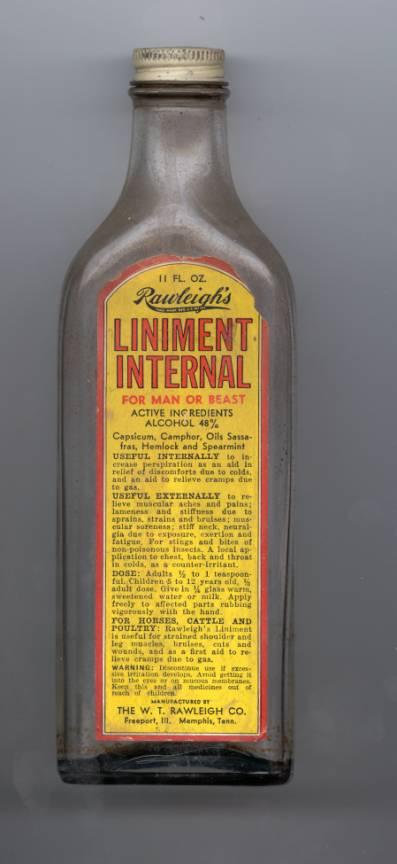 11 FL. OZ.
Rawleigh's
LINIMENT
INTERNAL
FOR MAN OR BEAST
ACTIVE INGREDIENTS
ALCOHOL 48%
Capsicum, Camphor, Oils Sassa-
fras, Hemlock and Spearmint
USEFUL INTERNALLY to in-
crease perspiration as an aid in
relief of discomforts due to colds,
and an aid to relieve cramps due
to gas.
USEFUL EXTERNALLY to re-
lieve muscular aches and pains;
lameness and stiffness due to
sprains, strains and bruises; mus-
cular soreness; stiff neck, neural-
gia due to exposure, exertion and
fatigue. For stings and bites of
non-poisonous insects. A local ap-
plication to chest, back and throat
in colds, as a counter-irritant.
DOSE: Adults ½ to 1 teaspoon-
ful. Children 5 to 12 years old, ½
adult dose. Give in ¼ glass warm,
sweetened water or milk. Apply
freely to affected parts rubbing
vigorously with the hand.
FOR HORSES, CATTLE AND
POULTRY: Rawleigh's Liniment
is useful for strained shoulder and
leg muscles, bruises, cuts and
wounds, and as a first aid to re-
lieve cramps due to gas.
WARNING: Discontinue use if exces-
sive irritation develops. Avoid getting it
into the eyes or on mucous membranes.
Keep this and all medicines out of
reach of children.
MANUFACTURED BY
THE W. T. RAWLEIGH CO.
Freeport, Ill. Memphis, Tenn.